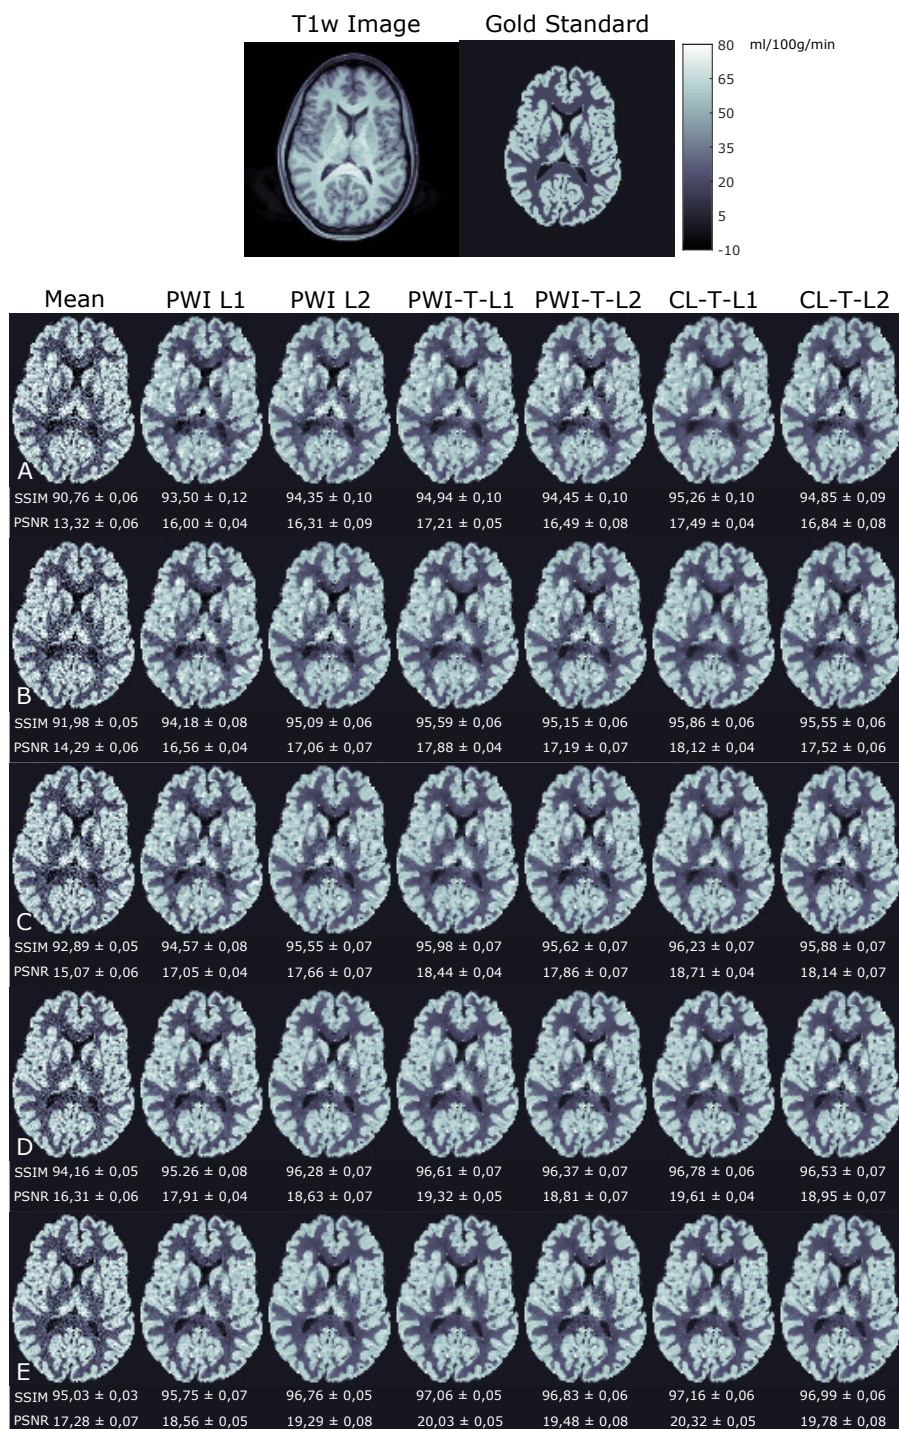 T1w Image Gold Standard
80 ml/100g/min
65
50
35
20
5
-10
Mean PWI L1 PWI L2 PWI-T-L1 PWI-T-L2 CL-T-L1 CL-T-L2
A
SSIM 90,76 ± 0,06 93,50 ± 0,12 94,35 ± 0,10 94,94 ± 0,10 94,45 ± 0,10 95,26 ± 0,10 94,85 ± 0,09
PSNR 13,32 ± 0,06 16,00 ± 0,04 16,31 ± 0,09 17,21 ± 0,05 16,49 ± 0,08 17,49 ± 0,04 16,84 ± 0,08
B
SSIM 91,98 ± 0,05 94,18 ± 0,08 95,09 ± 0,06 95,59 ± 0,06 95,15 ± 0,06 95,86 ± 0,06 95,55 ± 0,06
PSNR 14,29 ± 0,06 16,56 ± 0,04 17,06 ± 0,07 17,88 ± 0,04 17,19 ± 0,07 18,12 ± 0,04 17,52 ± 0,06
C
SSIM 92,89 ± 0,05 94,57 ± 0,08 95,55 ± 0,07 95,98 ± 0,07 95,62 ± 0,07 96,23 ± 0,07 95,88 ± 0,07
PSNR 15,07 ± 0,06 17,05 ± 0,04 17,66 ± 0,07 18,44 ± 0,04 17,86 ± 0,07 18,71 ± 0,04 18,14 ± 0,07
D
SSIM 94,16 ± 0,05 95.26 ± 0,08 96,28 ± 0,07 96,61 ± 0,07 96,37 ± 0,07 96,78 ± 0,06 96,53 ± 0,07
PSNR 16,31 ± 0,06 17,91 ± 0,04 18,63 ± 0,07 19,32 ± 0,05 18,81 ± 0,07 19,61 ± 0,04 18,95 ± 0,07
E
SSIM 95,03 ± 0,03 95,75 ± 0,07 96,76 ± 0,05 97,06 ± 0,05 96,83 ± 0,06 97,16 ± 0,06 96,99 ± 0,06
PSNR 17,28 ± 0,07 18,56 ± 0,05 19,29 ± 0,08 20,03 ± 0,05 19,48 ± 0,08 20,32 ± 0,05 19,78 ± 0,08